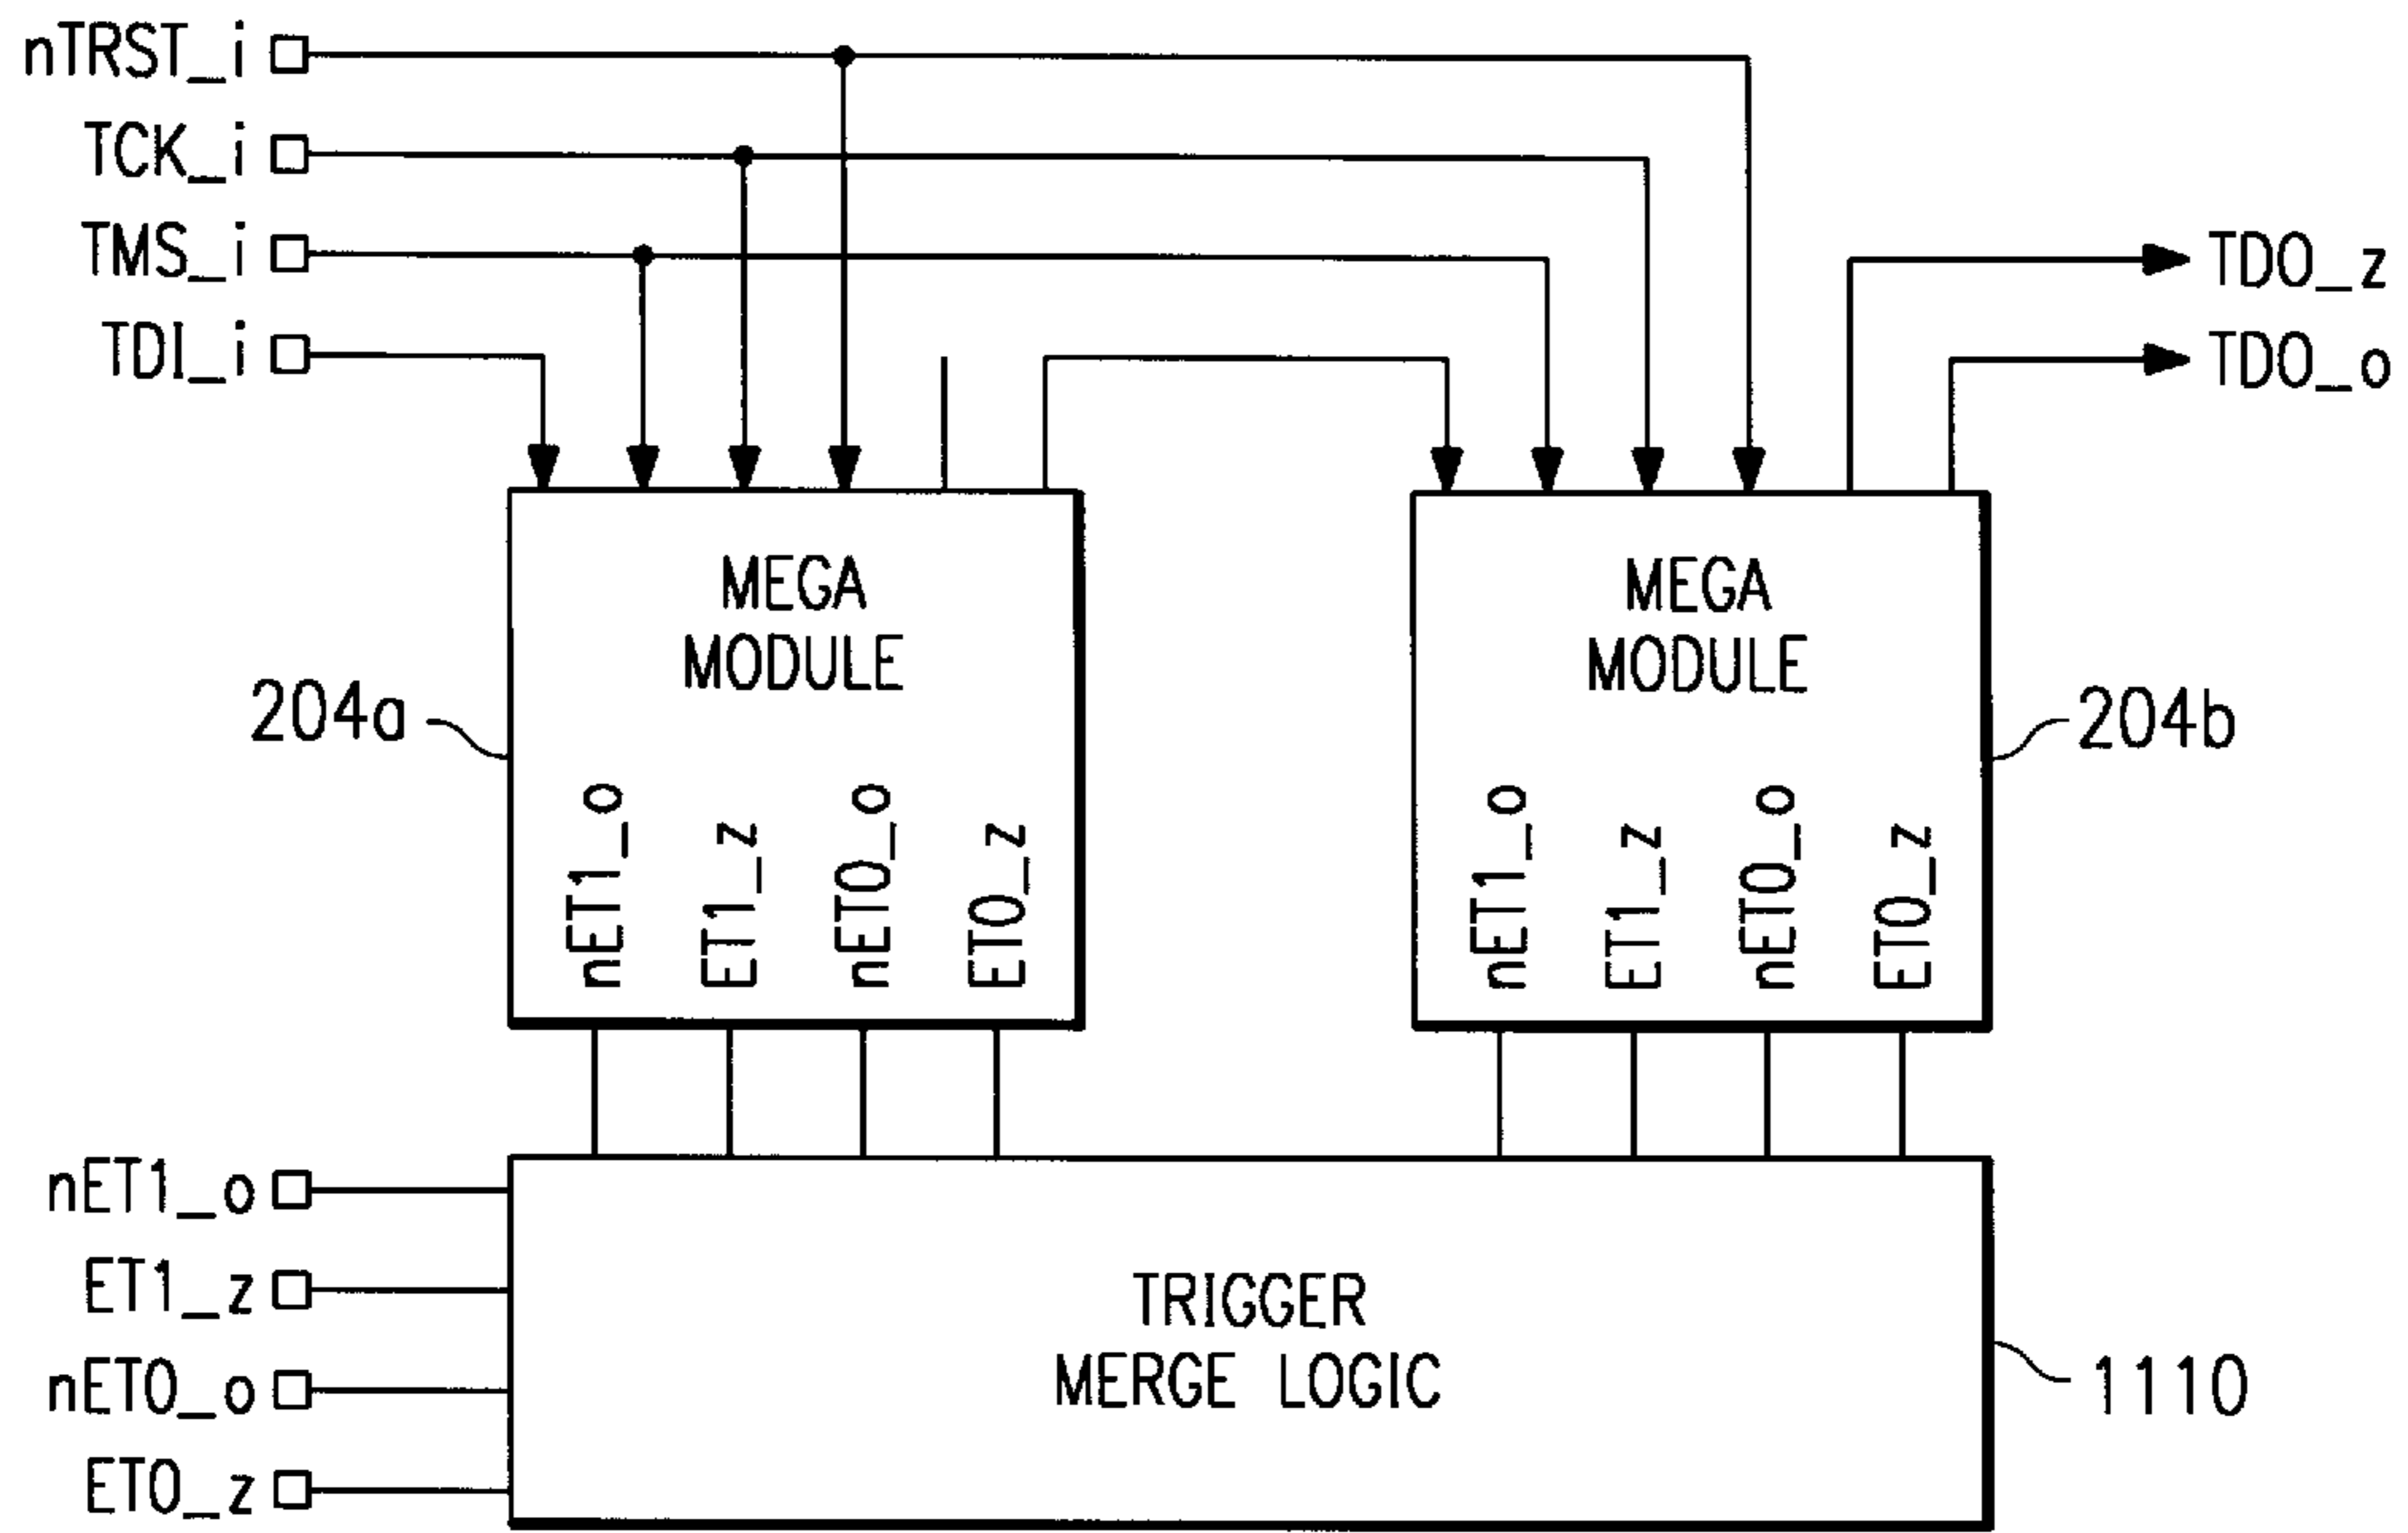 nTRST_i
TCK_i
TMS_i
TDI_i
TDO_z
TDO_o
MEGA
MODULE
204a
nET1_o
ET1_z
nET0_o
ET0_z
MEGA
MODULE
204b
nET1_o
ET1_z
nET0_o
ET0_z
nET1_o
ET1_z
nET0_o
ET0_z
TRIGGER
MERGE LOGIC
1110